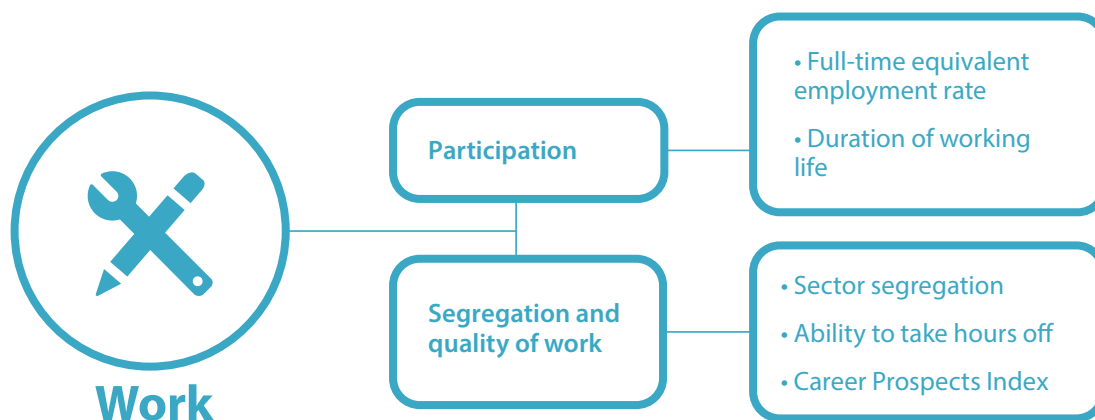 Work
Participation
• Full-time equivalent
employment rate
• Duration of working
life
Segregation and
quality of work
• Sector segregation
• Ability to take hours off
• Career Prospects Index